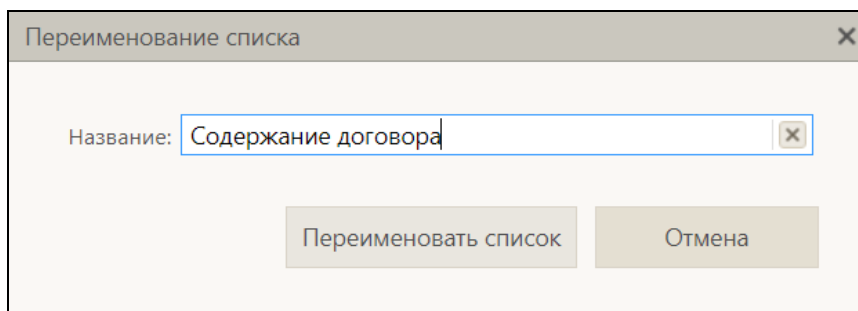 Переименование списка
Название: Содержание договора
Переименовать список Отмена